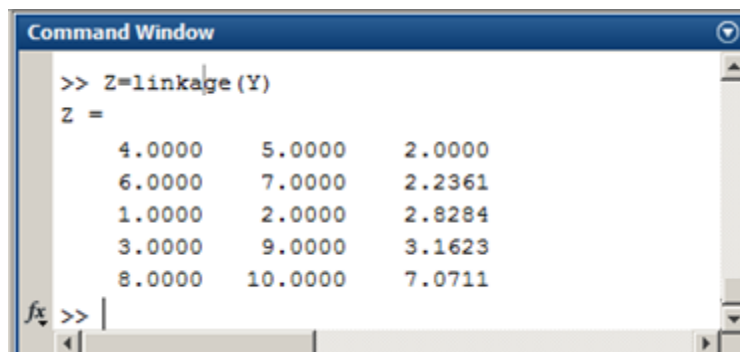 Command Window
>> Z=linkage(Y)
Z =
4.0000 5.0000 2.0000
6.0000 7.0000 2.2361
1.0000 2.0000 2.8284
3.0000 9.0000 3.1623
8.0000 10.0000 7.0711
fx >>